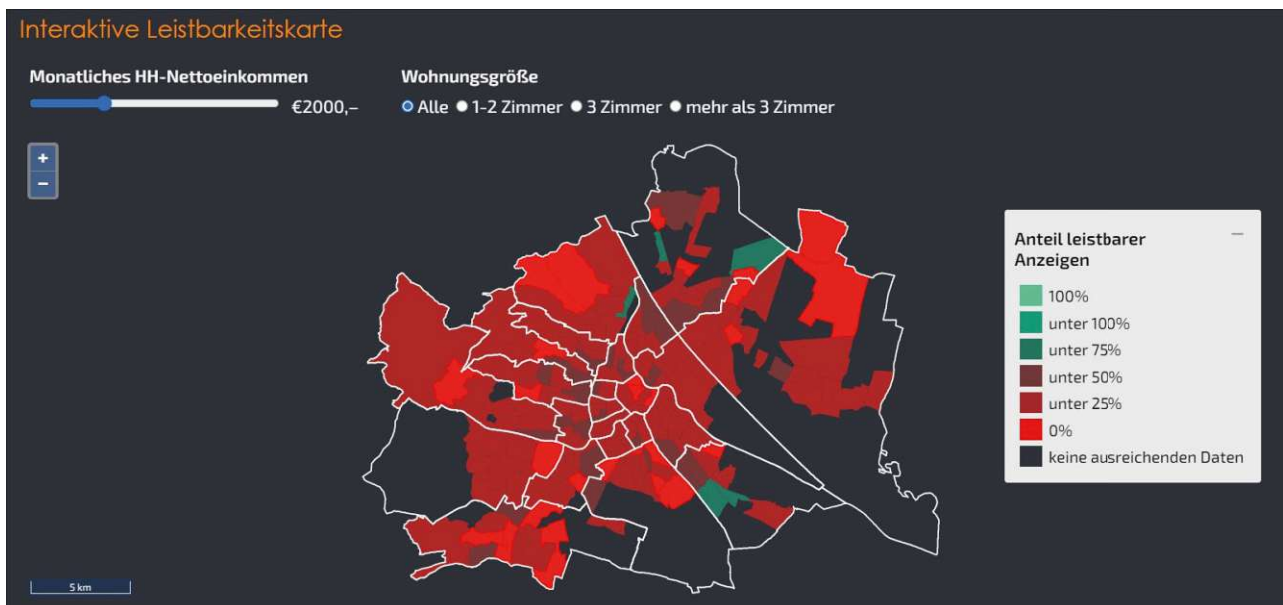 Interaktive Leistbarkeitskarte
Monatliches HH-Nettoeinkommen
€2000,–
Wohnungsgröße
Alle 1-2 Zimmer 3 Zimmer mehr als 3 Zimmer
+
–
Anteil leistbarer
Anzeigen
–
100%
unter 100%
unter 75%
unter 50%
unter 25%
0%
keine ausreichenden Daten
5 km